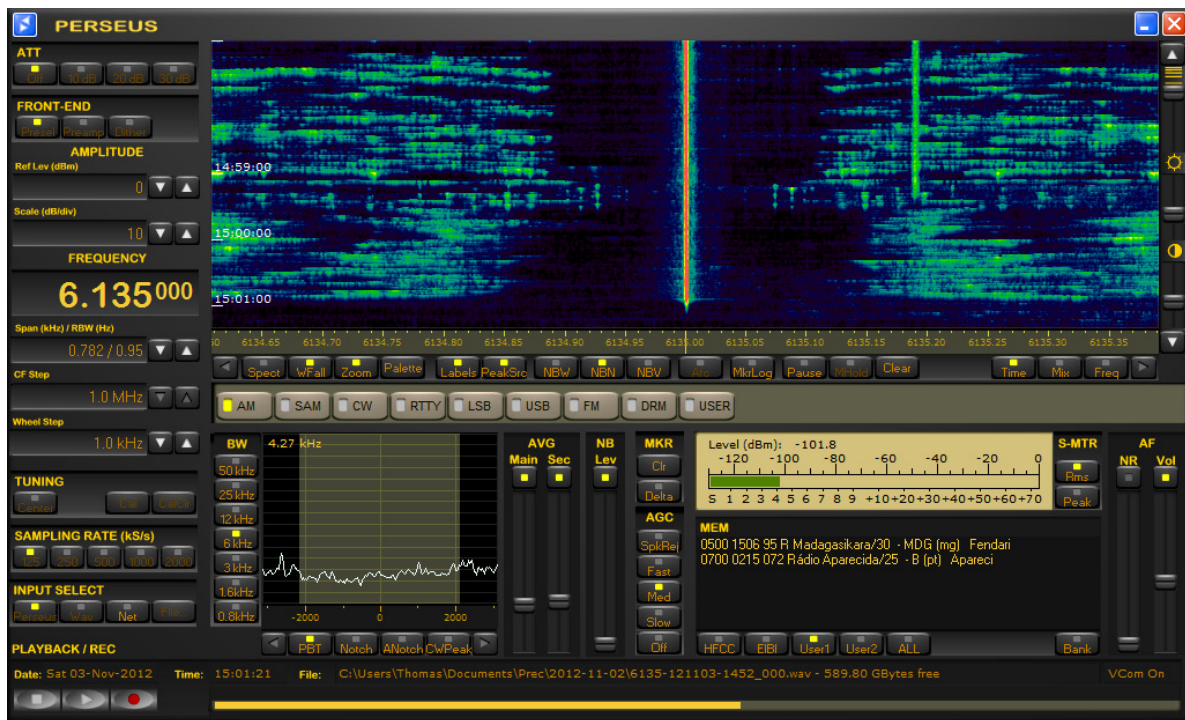 PERSEUS
ATT
Off 10 dB 20 dB 30 dB
FRONT-END
Presel Preamp Dither
AMPLITUDE
Ref Lev (dBm)
0
Scale (dB/div)
10
FREQUENCY
6.135000
Span (kHz) / RBW (Hz)
0.782 / 0.95
CF Step
1.0 MHz
Wheel Step
1.0 kHz
TUNING
Center Cal CalClr
SAMPLING RATE (kS/s)
125 250 500 1000 2000
INPUT SELECT
Perseus Wav Net File...
PLAYBACK / REC
14:59:00
15:00:00
15:01:00
50 6134.65 6134.70 6134.75 6134.80 6134.85 6134.90 6134.95 6135.00 6135.05 6135.10 6135.15 6135.20 6135.25 6135.30 6135.35
Spect WFall Zoom Palette Labels PeakSrc NBW NBN NBV Afc MkrLog Pause MHold Clear Time Mix Freq
AM SAM CW RTTY LSB USB FM DRM USER
BW
50 kHz
25 kHz
12 kHz
6 kHz
3 kHz
1.6kHz
0.8kHz
4.27 kHz
-2000 0 2000
PBT Notch ANotch CWPeak
AVG
Main Sec
NB
Lev
MKR
Clr
Delta
AGC
SpkRej
Fast
Med
Slow
Off
Level (dBm): -101.8
-120 -100 -80 -60 -40 -20 0
S 1 2 3 4 5 6 7 8 9 +10+20+30+40+50+60+70
S-MTR
Rms
Peak
AF
NR Vol
MEM
0500 1506 95 R Madagasikara/30 - MDG (mg) Fendari
0700 0215 072 Rádio Aparecida/25 - B (pt) Apareci
HFCC EIBI User1 User2 ALL Bank
Date: Sat 03-Nov-2012 Time: 15:01:21 File: C:\Users\Thomas\Documents\Prec\2012-11-02\6135-121103-1452_000.wav - 589.80 GBytes free VCom On